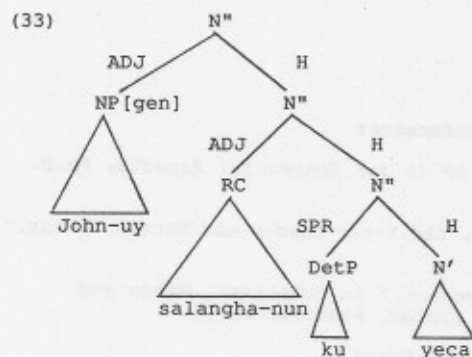 (33) N"
ADJ H
NP[gen] N"
ADJ H
RC N"
John-uy SPR H
DetP N'
salangha-nun
ku yeca